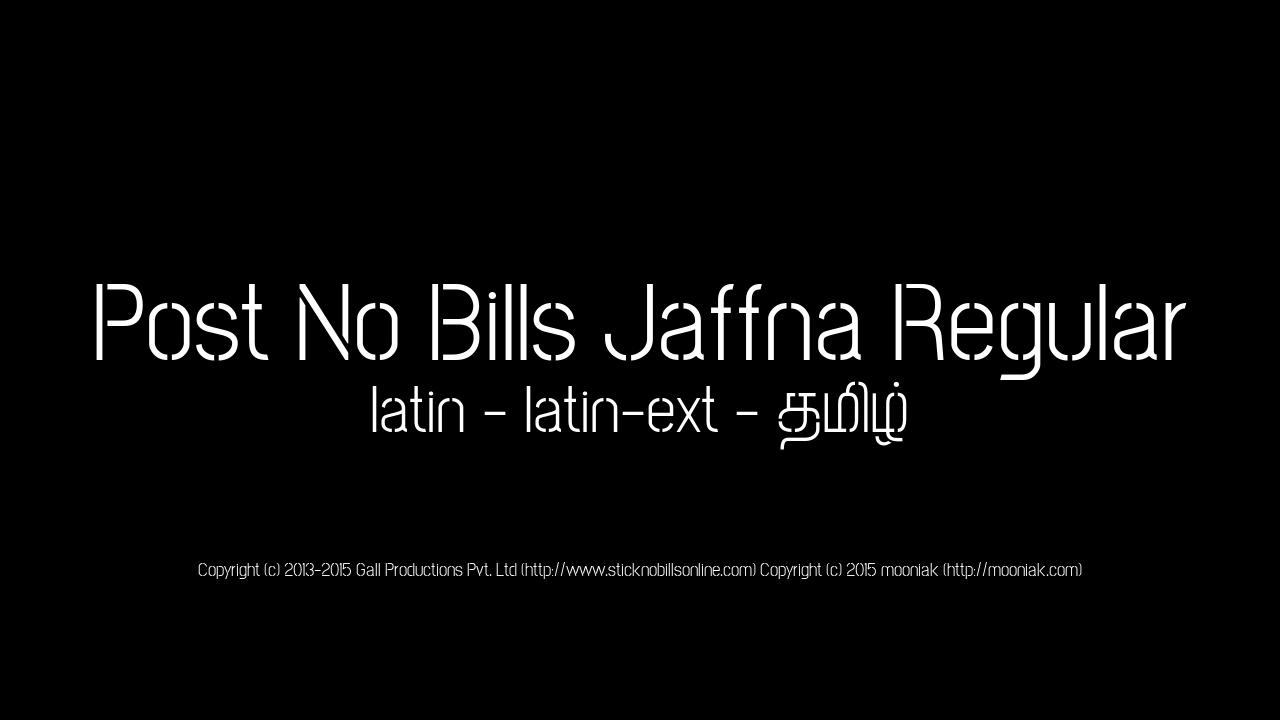 Post No Bills Jaffna Regular
latin - latin-ext - தமிழ்
Copyright (c) 2013-2015 Gall Productions Pvt. Ltd (http://www.sticknobillsonline.com) Copyright (c) 2015 mooniak (http://mooniak.com)